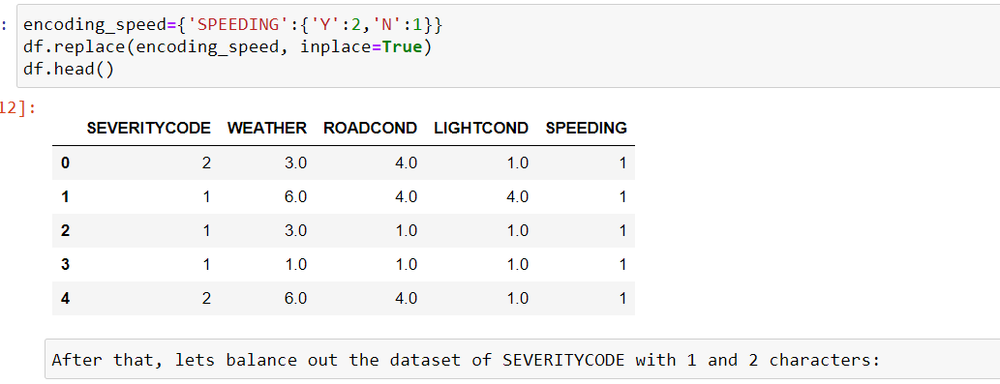 : encoding_speed={'SPEEDING':{'Y':2,'N':1}}
df.replace(encoding_speed, inplace=True)
df.head()
12]:
SEVERITYCODE WEATHER ROADCOND LIGHTCOND SPEEDING
0 2 3.0 4.0 1.0 1
1 1 6.0 4.0 4.0 1
2 1 3.0 1.0 1.0 1
3 1 1.0 1.0 1.0 1
4 2 6.0 4.0 1.0 1
After that, lets balance out the dataset of SEVERITYCODE with 1 and 2 characters: